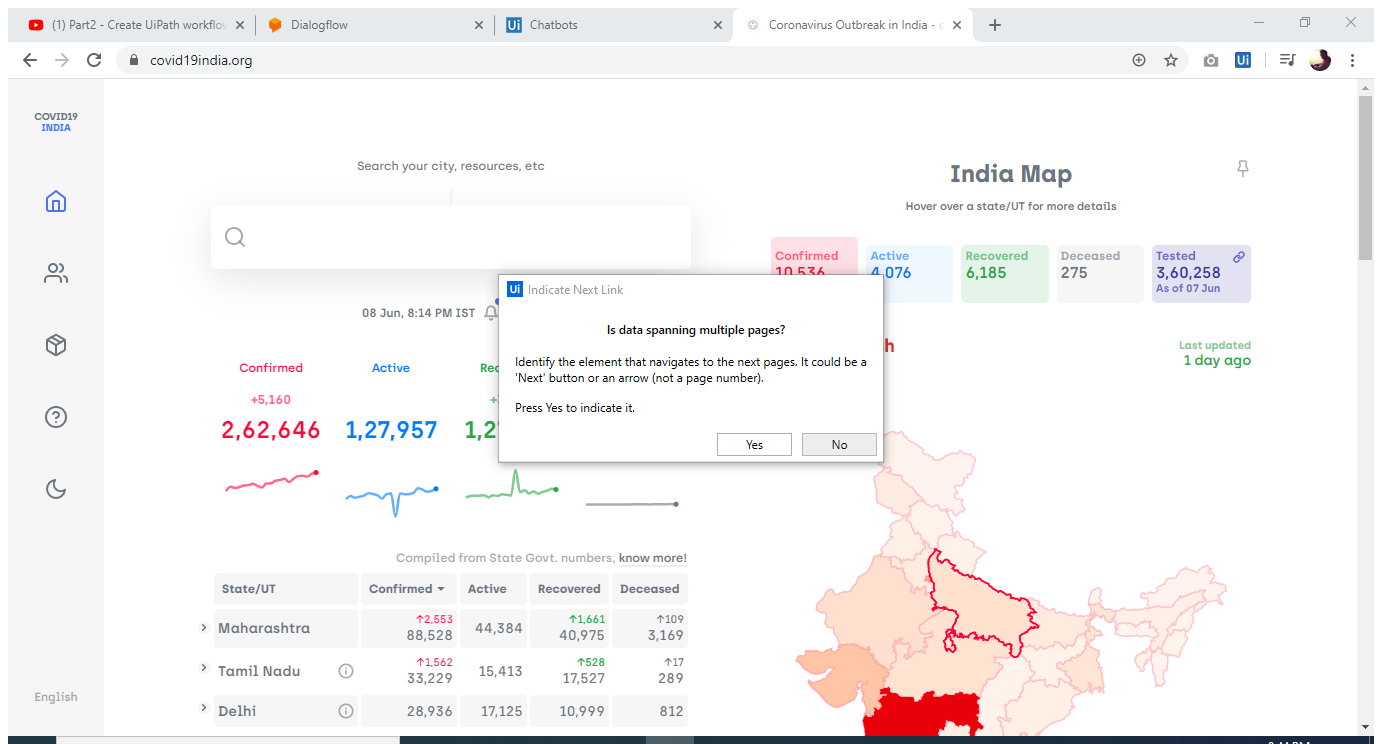 (1) Part2 - Create UiPath workflow
Dialogflow
Ui Chatbots
Coronavirus Outbreak in India - c
covid19india.org
Ui
COVID19
INDIA
Search your city, resources, etc
India Map
Hover over a state/UT for more details
Confirmed
10,536
Active
4,076
Recovered
6,185
Deceased
275
Tested
3,60,258
As of 07 Jun
Ui Indicate Next Link
Is data spanning multiple pages?
Identify the element that navigates to the next pages. It could be a
'Next' button or an arrow (not a page number).
Press Yes to indicate it.
Yes
No
08 Jun, 8:14 PM IST
h
Last updated
1 day ago
Confirmed
+5,160
2,62,646
Active
1,27,957
Compiled from State Govt. numbers, know more!
State/UT Confirmed Active Recovered Deceased
Maharashtra ↑2,553 88,528 44,384 ↑1,661 40,975 ↑109 3,169
Tamil Nadu ↑1,562 33,229 15,413 ↑528 17,527 ↑17 289
Delhi 28,936 17,125 10,999 812
English